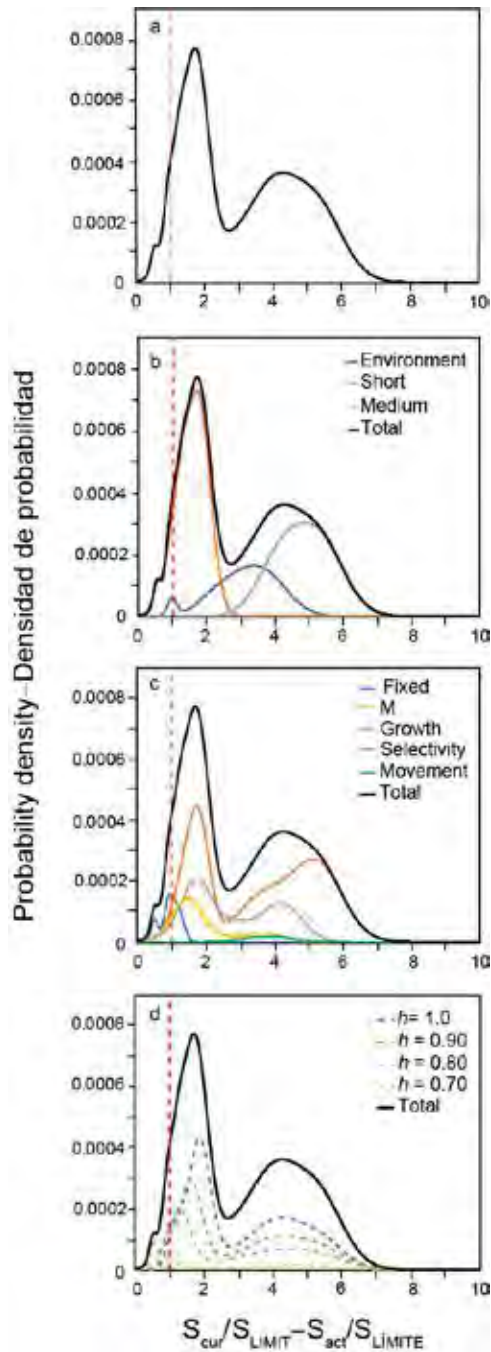 Probability density–Densidad de probabilidad
a
0.0008
0.0006
0.0004
0.0002
0
0 2 4 6 8 10
b
Environment
Short
Medium
Total
0.0008
0.0006
0.0004
0.0002
0
0 2 4 6 8 10
c
Fixed
M
Growth
Selectivity
Movement
Total
0.0008
0.0006
0.0004
0.0002
0
0 2 4 6 8 10
d
h = 1.0
h = 0.90
h = 0.80
h = 0.70
Total
0.0008
0.0006
0.0004
0.0002
0
0 2 4 6 8 10
Scur/SLIMIT–Sact/SLÍMITE